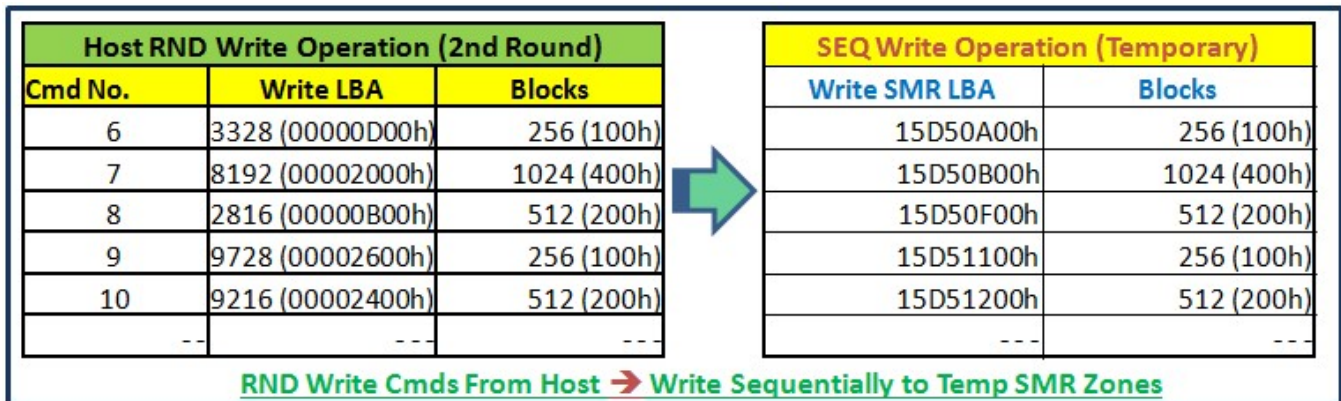 Host RND Write Operation (2nd Round) SEQ Write Operation (Temporary)
Cmd No. Write LBA Blocks Write SMR LBA Blocks
6 3328 (00000D00h) 256 (100h) 15D50A00h 256 (100h)
7 8192 (00002000h) 1024 (400h) 15D50B00h 1024 (400h)
8 2816 (00000B00h) 512 (200h) 15D50F00h 512 (200h)
9 9728 (00002600h) 256 (100h) 15D51100h 256 (100h)
10 9216 (00002400h) 512 (200h) 15D51200h 512 (200h)
-- --- --- --- ---
RND Write Cmds From Host ➔ Write Sequentially to Temp SMR Zones